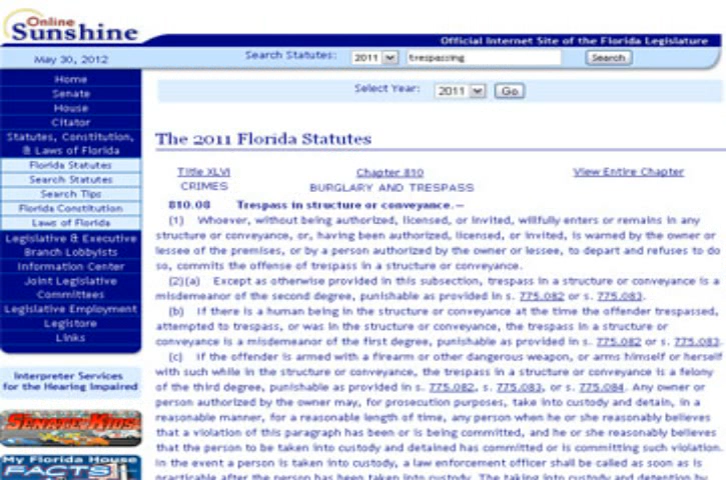 Online
Sunshine
Official Internet Site of the Florida Legislature
May 30, 2012
Search Statutes: 2011 trespassing Search
Select Year: 2011 Go
Home
Senate
House
Citator
Statutes, Constitution,
& Laws of Florida
Florida Statutes
Search Statutes
Search Tips
Florida Constitution
Laws of Florida
Legislative & Executive
Branch Lobbyists
Information Center
Joint Legislative
Committees
Legislative Employment
Legistore
Links
Interpreter Services
for the Hearing Impaired
Senate Kids
My Florida House
FACTS
The 2011 Florida Statutes
Title XLVI Chapter 810 View Entire Chapter
CRIMES BURGLARY AND TRESPASS
810.08 Trespass in structure or conveyance.—
(1) Whoever, without being authorized, licensed, or invited, willfully enters or remains in any
structure or conveyance, or, having been authorized, licensed, or invited, is warned by the owner or
lessee of the premises, or by a person authorized by the owner or lessee, to depart and refuses to do
so, commits the offense of trespass in a structure or conveyance.
(2)(a) Except as otherwise provided in this subsection, trespass in a structure or conveyance is a
misdemeanor of the second degree, punishable as provided in s. 775.082 or s. 775.083.
(b) If there is a human being in the structure or conveyance at the time the offender trespassed,
attempted to trespass, or was in the structure or conveyance, the trespass in a structure or
conveyance is a misdemeanor of the first degree, punishable as provided in s. 775.082 or s. 775.083.
(c) If the offender is armed with a firearm or other dangerous weapon, or arms himself or herself
with such while in the structure or conveyance, the trespass in a structure or conveyance is a felony
of the third degree, punishable as provided in s. 775.082, s. 775.083, or s. 775.084. Any owner or
person authorized by the owner may, for prosecution purposes, take into custody and detain, in a
reasonable manner, for a reasonable length of time, any person when he or she reasonably believes
that a violation of this paragraph has been or is being committed, and he or she reasonably believes
that the person to be taken into custody and detained has committed or is committing such violation.
In the event a person is taken into custody, a law enforcement officer shall be called as soon as is
practicable after the person has been taken into custody. The taking into custody and detention by